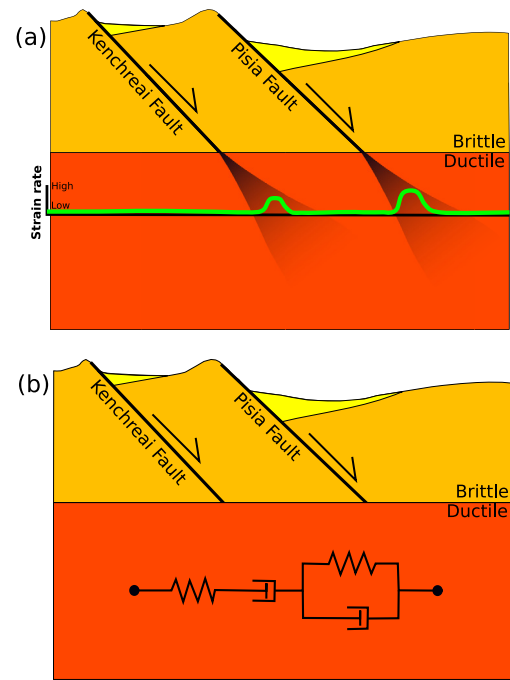 (a)
Kenchreai Fault
Pisia Fault
Brittle
Ductile
Strain rate
High
Low
(b)
Kenchreai Fault
Pisia Fault
Brittle
Ductile